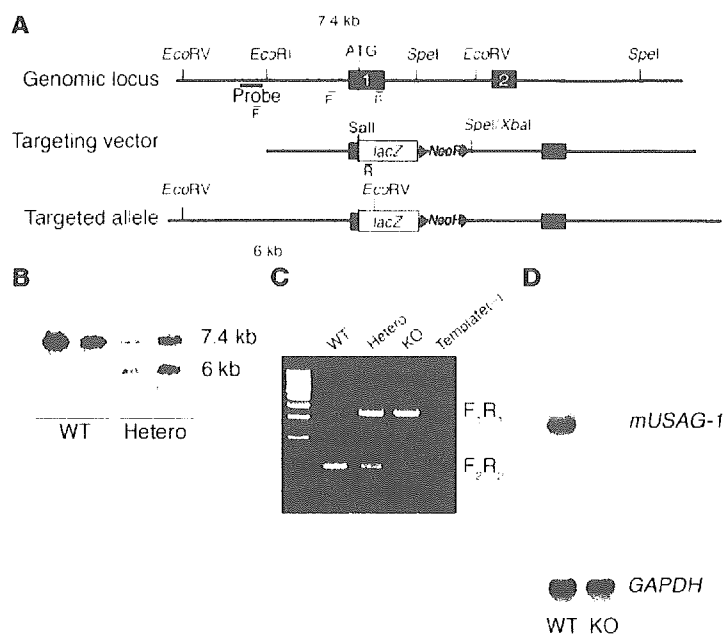 7.4 kb
A
EcoRV EcoRI ATG SpeI EcoRV SpeI
Genomic locus 1 2
Probe
F F R
Targeting vector SalI SpeI/XbaI
lacZ NeoR
R
EcoRV EcoRV
Targeted allele lacZ NeoR
6 kb
B C D
WT Hetero KO Template(-)
7.4 kb
6 kb
WT Hetero
F₁R₁
F₂R₂
mUSAG-1
GAPDH
WT KO